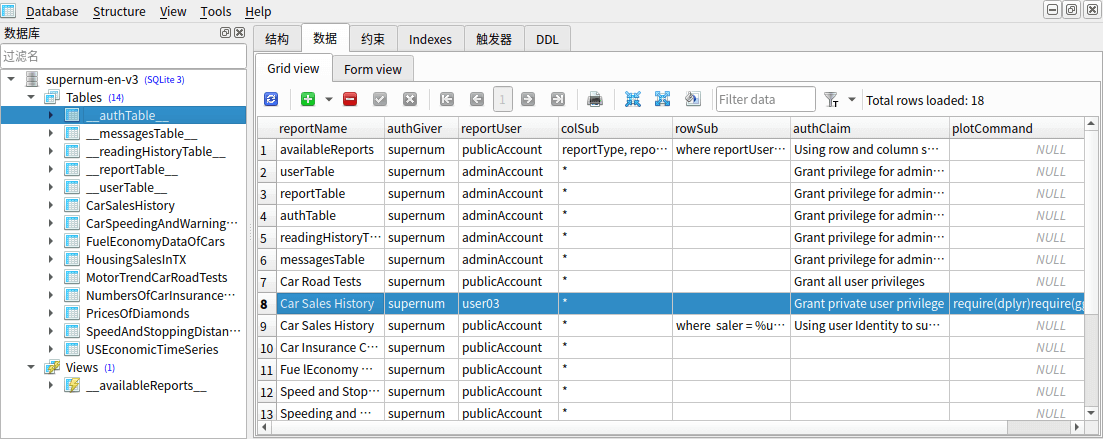 Database Structure View Tools Help
数据库
过滤名
supernum-en-v3 (SQLite 3)
Tables (14)
__authTable__
__messagesTable__
__readingHistoryTable__
__reportTable__
__userTable__
CarSalesHistory
CarSpeedingAndWarning···
FuelEconomyDataOfCars
HousingSalesInTX
MotorTrendCarRoadTests
NumbersOfCarInsurance···
PricesOfDiamonds
SpeedAndStoppingDistan···
USEconomicTimeSeries
Views (1)
__availableReports__
结构 数据 约束 Indexes 触发器 DDL
Grid view Form view
1 Filter data Total rows loaded: 18
reportName authGiver reportUser colSub rowSub authClaim plotCommand
1 availableReports supernum publicAccount reportType, repo··· where reportUser··· Using row and column s··· NULL
2 userTable supernum adminAccount * Grant privilege for admin··· NULL
3 reportTable supernum adminAccount * Grant privilege for admin··· NULL
4 authTable supernum adminAccount * Grant privilege for admin··· NULL
5 readingHistoryT··· supernum adminAccount * Grant privilege for admin··· NULL
6 messagesTable supernum adminAccount * Grant privilege for admin··· NULL
7 Car Road Tests supernum publicAccount * Grant all user privileges NULL
8 Car Sales History supernum user03 * Grant private user privilege require(dplyr)require(gg
9 Car Sales History supernum publicAccount * where saler = %u··· Using user Identity to su··· NULL
10 Car Insurance C··· supernum publicAccount * NULL
11 Fue lEconomy ··· supernum publicAccount * NULL
12 Speed and Stop··· supernum publicAccount * NULL
13 Speeding and ··· supernum publicAccount * NULL